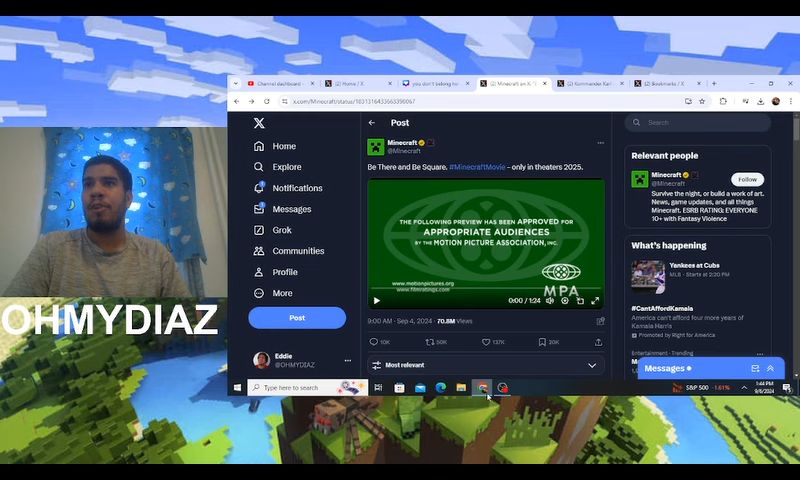 Channel dashboard
(2) Home / X
you don't belong he
(2) Minecraft on X: "
Kommander Karl
(2) Bookmarks / X
x.com/Minecraft/status/1831316433663390067
Home
Explore
Notifications
Messages
Grok
Communities
Profile
More
Post
Eddie
@OHMYDIAZ
Post
Minecraft
@Minecraft
Be There and Be Square. #MinecraftMovie - only in theaters 2025.
THE FOLLOWING PREVIEW HAS BEEN APPROVED FOR
APPROPRIATE AUDIENCES
BY THE MOTION PICTURE ASSOCIATION, INC.
www.motionpictures.org
www.filmratings.com
MPA
0:00 / 1:24
9:00 AM · Sep 4, 2024 · 70.8M Views
10K
50K
137K
20K
Most relevant
Search
Relevant people
Minecraft
@Minecraft
Follow
Survive the night, or build a work of art.
News, game updates, and all things
Minecraft. ESRB RATING: EVERYONE
10+ with Fantasy Violence
What's happening
Yankees at Cubs
MLB · Starts at 2:20 PM
#CantAffordKamala
America can't afford four more years of
Kamala Harris
Promoted by Right for America
Entertainment · Trending
Messages
OHMYDIAZ
Type here to search
S&P 500 -1.61%
1:44 PM
9/6/2024